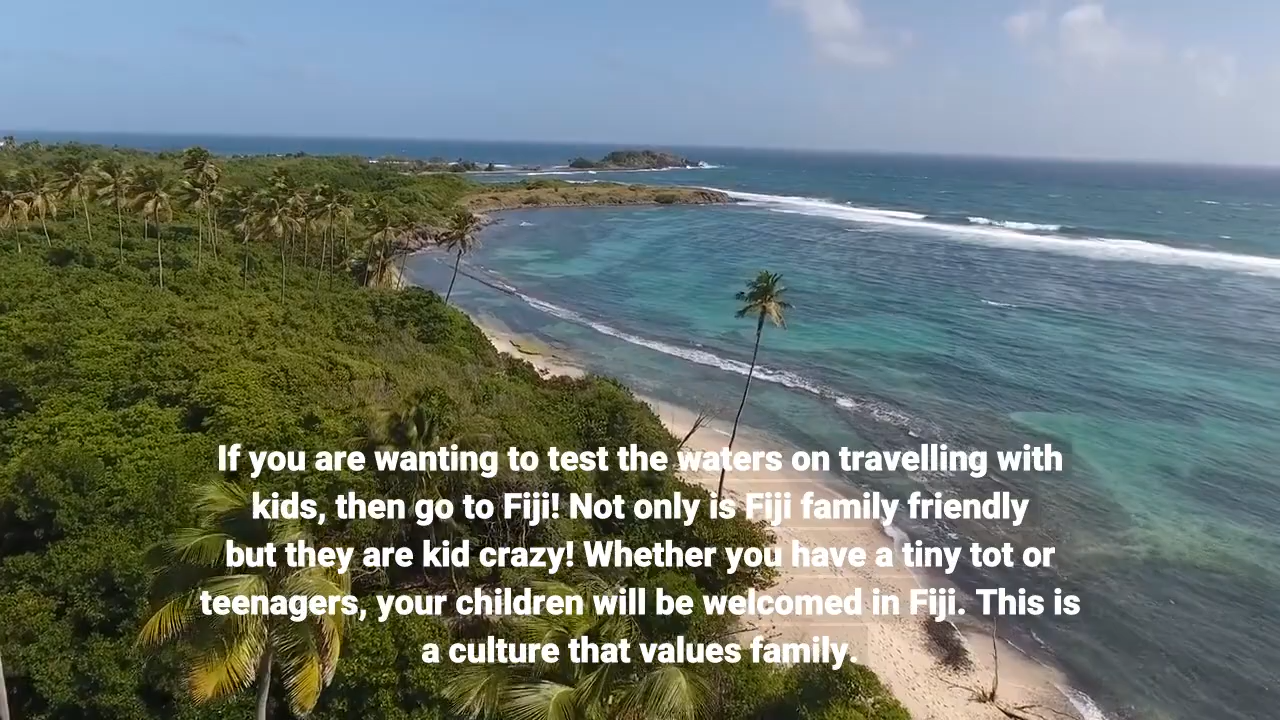 If you are wanting to test the waters on travelling with
kids, then go to Fiji! Not only is Fiji family friendly
but they are kid crazy! Whether you have a tiny tot or
teenagers, your children will be welcomed in Fiji. This is
a culture that values family.